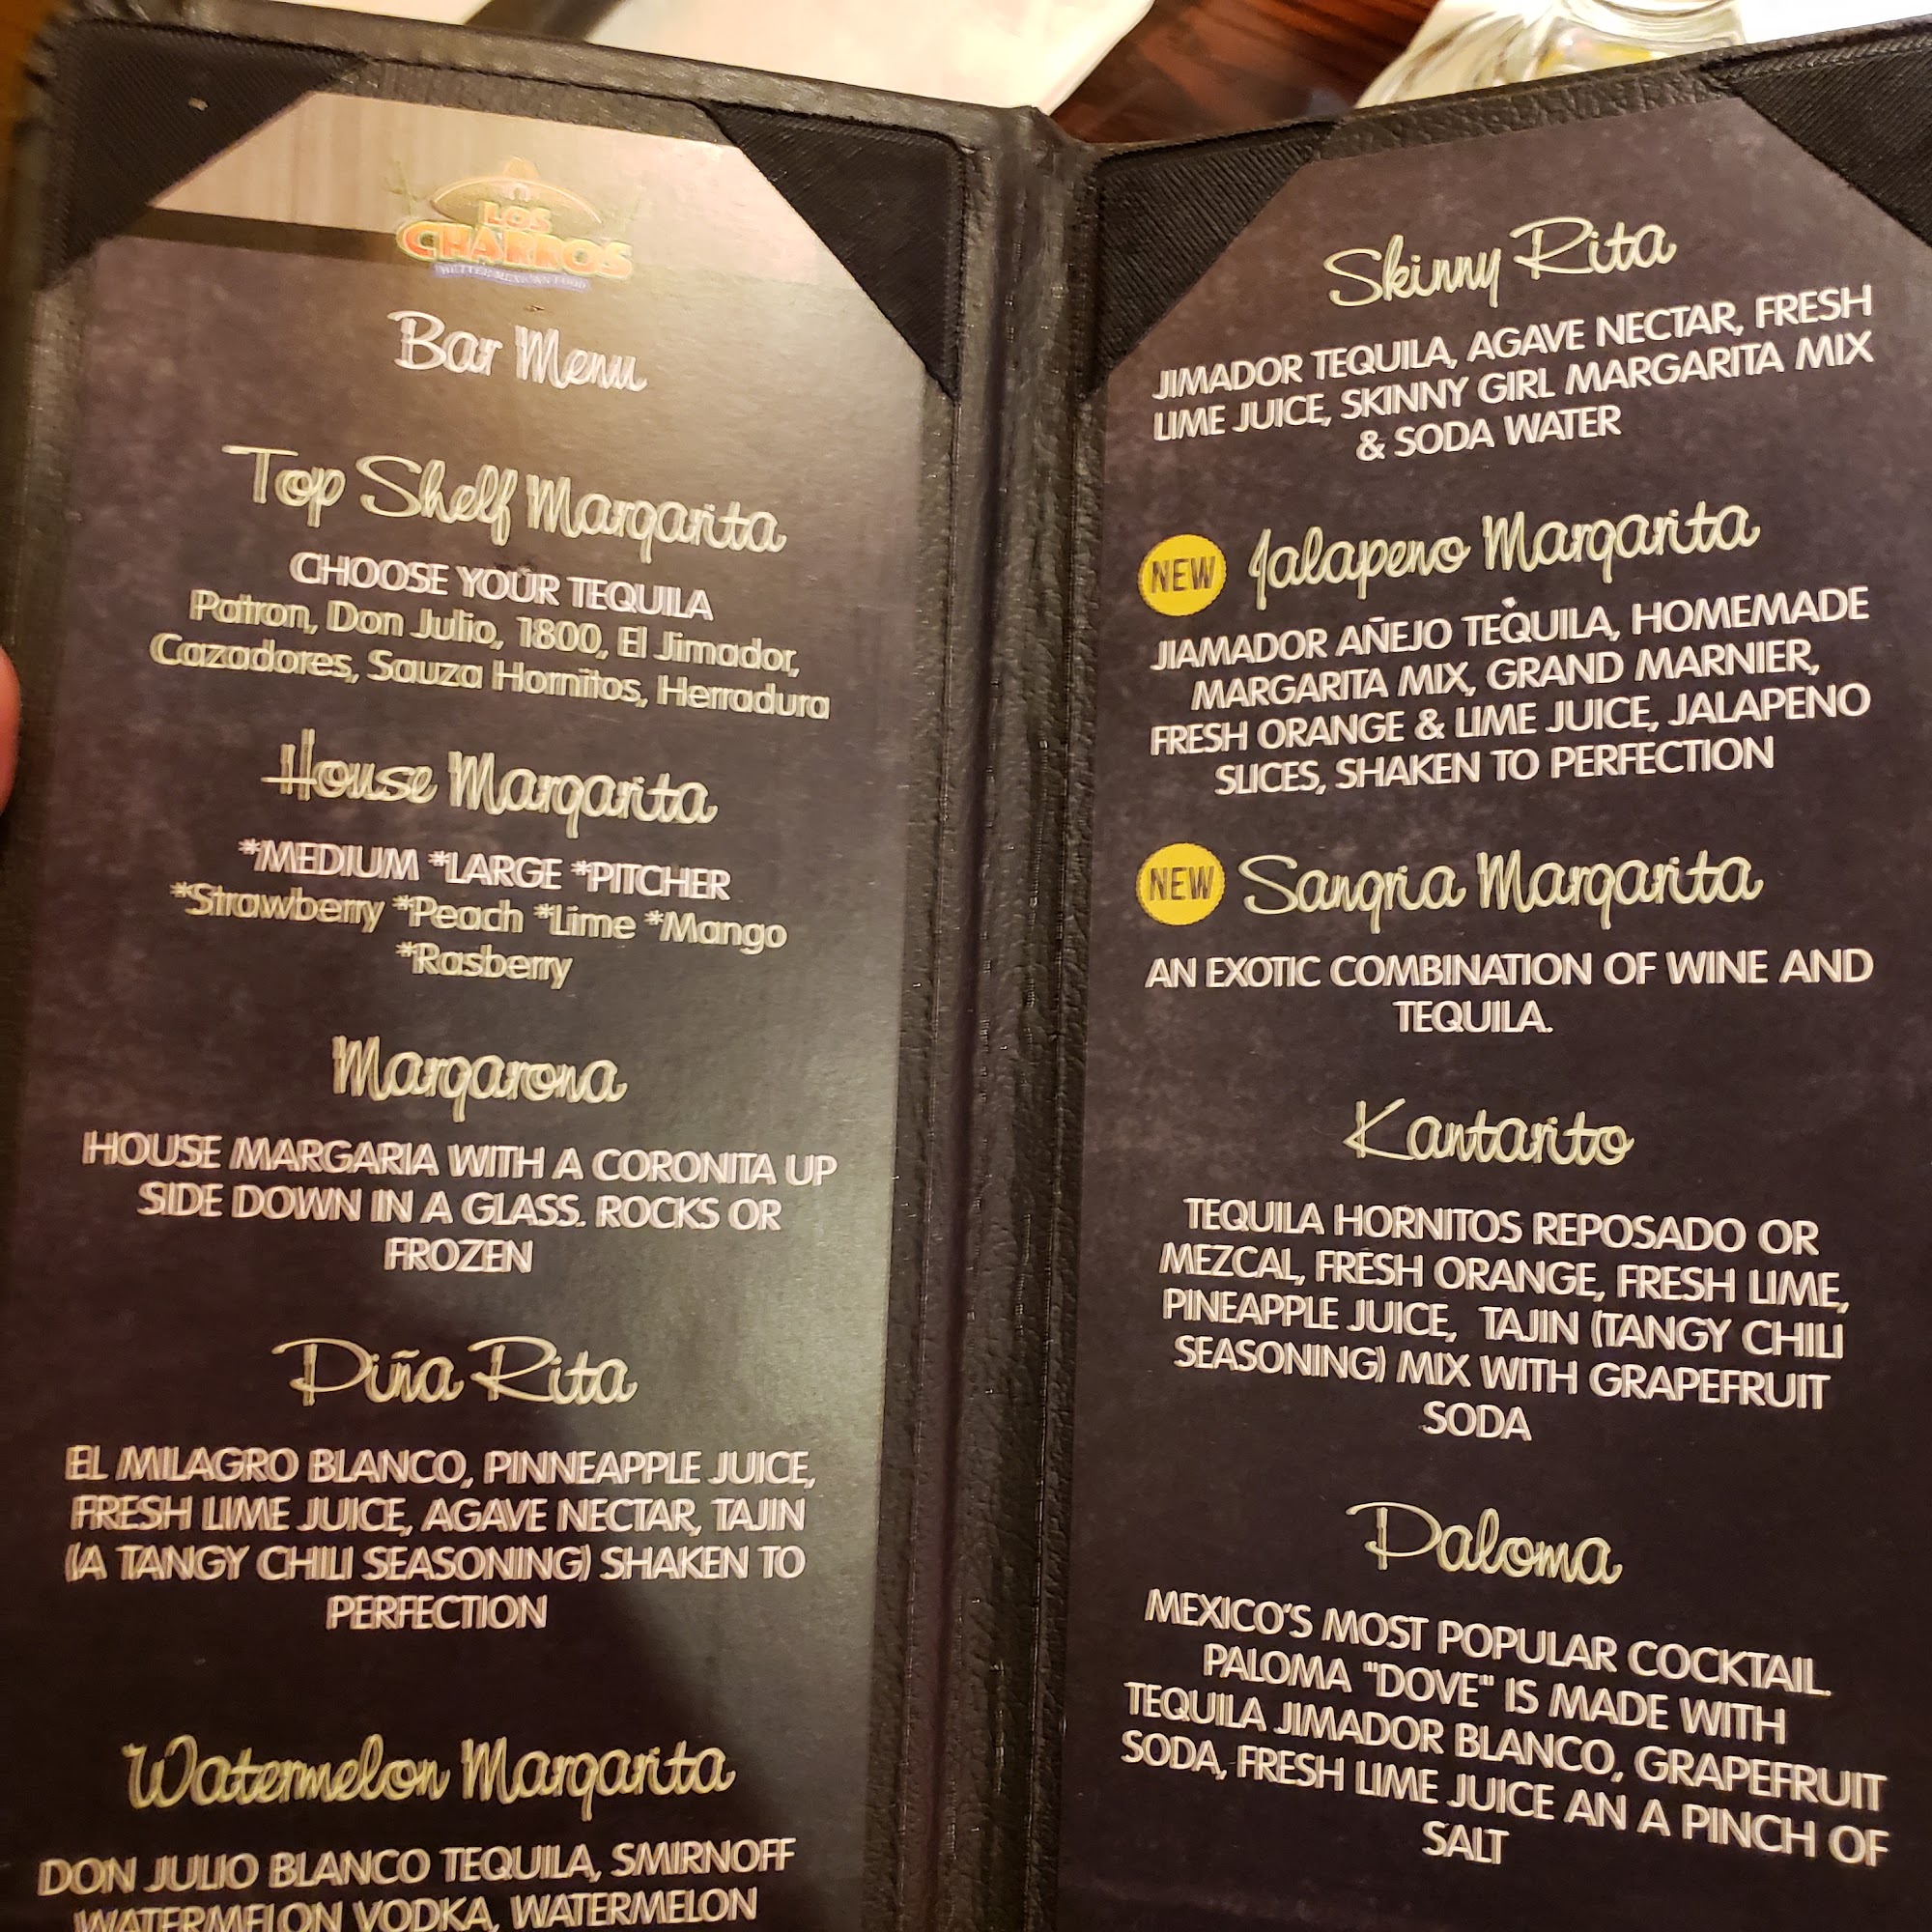 LOS
CHARROS
BETTER MEXICAN FOOD
Bar Menu
Top Shelf Margarita
CHOOSE YOUR TEQUILA
Patron, Don Julio, 1800, El Jimador,
Cazadores, Sauza Hornitos, Herradura
House Margarita
*MEDIUM *LARGE *PITCHER
*Strawberry *Peach *Lime *Mango
*Rasberry
Margarona
HOUSE MARGARIA WITH A CORONITA UP
SIDE DOWN IN A GLASS. ROCKS OR
FROZEN
Piña Rita
EL MILAGRO BLANCO, PINNEAPPLE JUICE,
FRESH LIME JUICE, AGAVE NECTAR, TAJIN
(A TANGY CHILI SEASONING) SHAKEN TO
PERFECTION
Watermelon Margarita
DON JULIO BLANCO TEQUILA, SMIRNOFF
WATERMELON VODKA, WATERMELON
Skinny Rita
JIMADOR TEQUILA, AGAVE NECTAR, FRESH
LIME JUICE, SKINNY GIRL MARGARITA MIX
& SODA WATER
NEW Jalapeno Margarita
JIAMADOR AÑEJO TEQUILA, HOMEMADE
MARGARITA MIX, GRAND MARNIER,
FRESH ORANGE & LIME JUICE, JALAPENO
SLICES, SHAKEN TO PERFECTION
NEW Sangria Margarita
AN EXOTIC COMBINATION OF WINE AND
TEQUILA.
Kantarito
TEQUILA HORNITOS REPOSADO OR
MEZCAL, FRESH ORANGE, FRESH LIME,
PINEAPPLE JUICE, TAJIN (TANGY CHILI
SEASONING) MIX WITH GRAPEFRUIT
SODA
Paloma
MEXICO'S MOST POPULAR COCKTAIL.
PALOMA "DOVE" IS MADE WITH
TEQUILA JIMADOR BLANCO, GRAPEFRUIT
SODA, FRESH LIME JUICE AN A PINCH OF
SALT